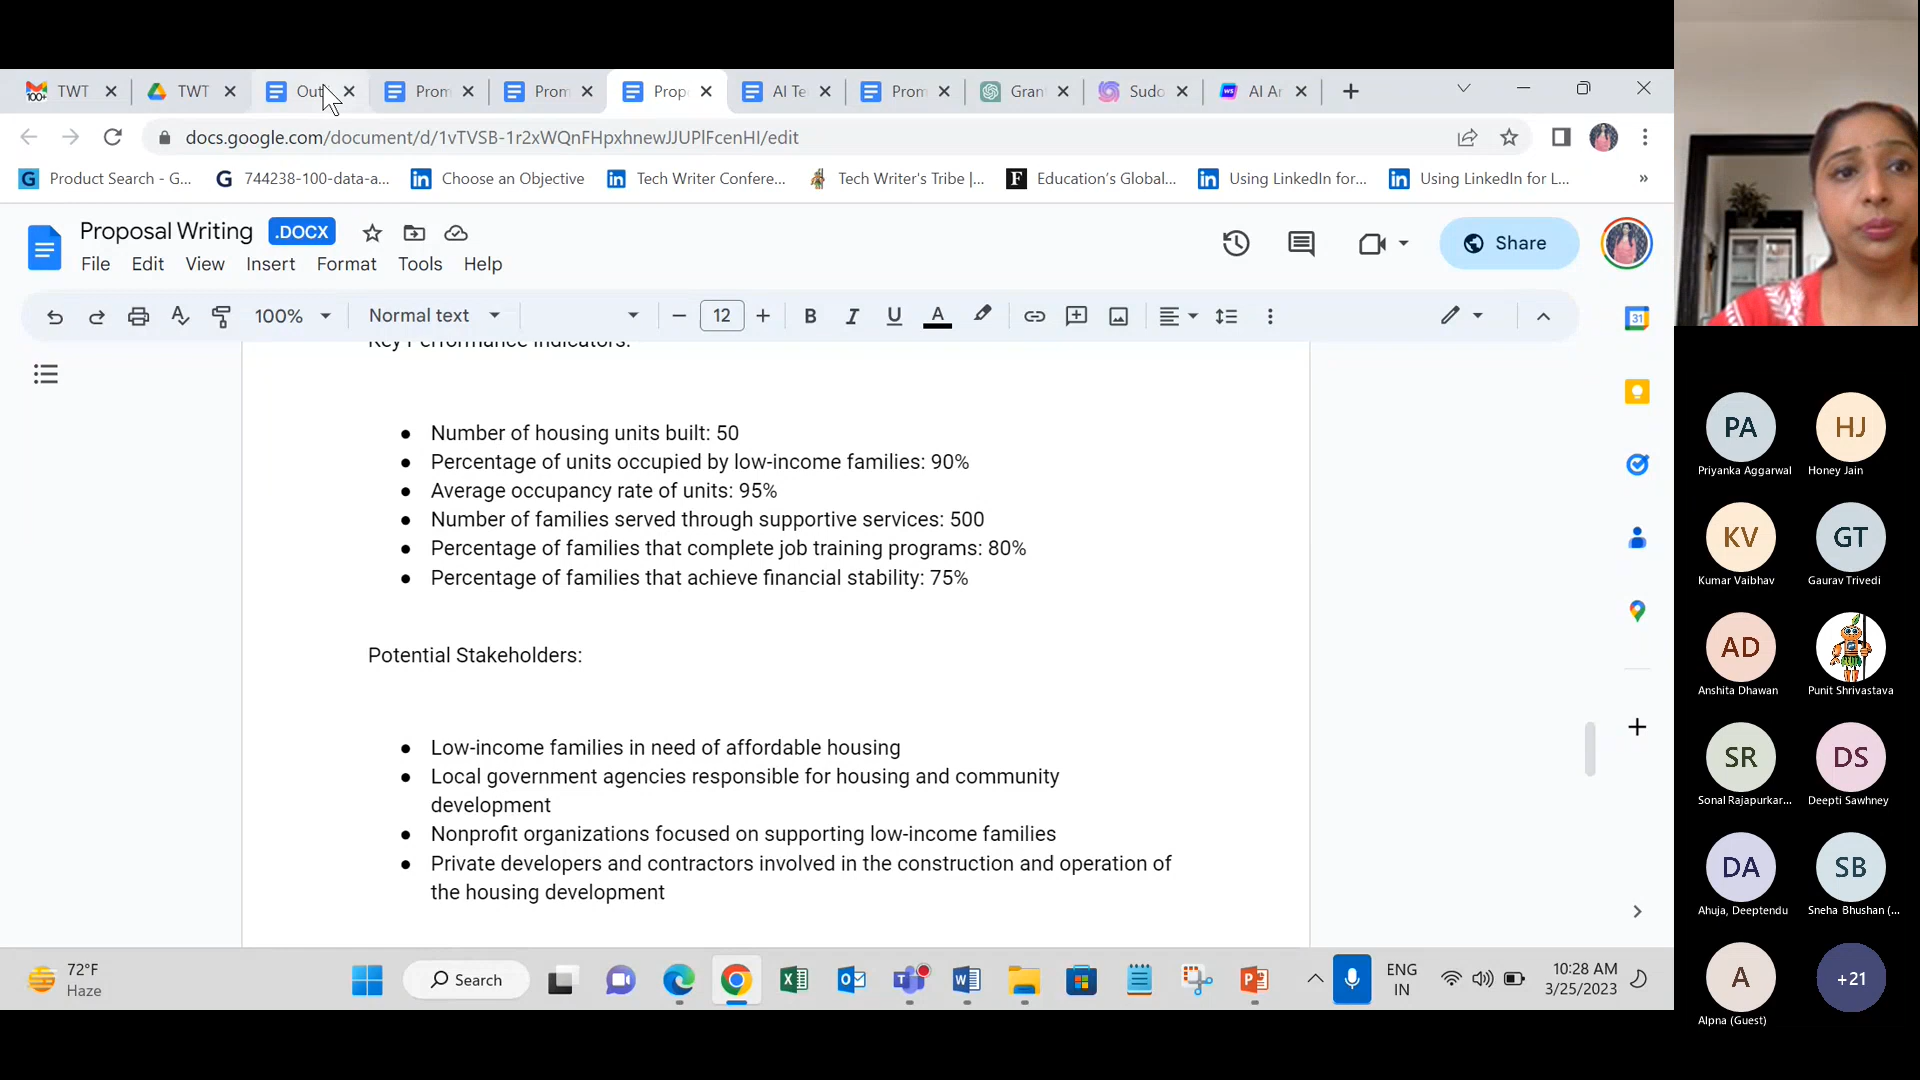 TWT
TWT
Out
Prom
Prom
Prop
AI Te
Prom
Gran
Sudo
AI Ar
docs.google.com/document/d/1vTVSB-1r2xWQnFHpxhnewJJUPlFcenHI/edit
Product Search - G...
744238-100-data-a...
Choose an Objective
Tech Writer Confere...
Tech Writer's Tribe |...
Education's Global...
Using LinkedIn for...
Using LinkedIn for L...
Proposal Writing
.DOCX
Share
File
Edit
View
Insert
Format
Tools
Help
100%
Normal text
12
Key Performance Indicators:
● Number of housing units built: 50
● Percentage of units occupied by low-income families: 90%
● Average occupancy rate of units: 95%
● Number of families served through supportive services: 500
● Percentage of families that complete job training programs: 80%
● Percentage of families that achieve financial stability: 75%
Potential Stakeholders:
● Low-income families in need of affordable housing
● Local government agencies responsible for housing and community
development
● Nonprofit organizations focused on supporting low-income families
● Private developers and contractors involved in the construction and operation of
the housing development
72°F
Haze
Search
ENG
IN
10:28 AM
3/25/2023
PA
Priyanka Aggarwal
HJ
Honey Jain
KV
Kumar Vaibhav
GT
Gaurav Trivedi
AD
Anshita Dhawan
Punit Shrivastava
SR
Sonal Rajapurkar...
DS
Deepti Sawhney
DA
Ahuja, Deeptendu
SB
Sneha Bhushan (...
A
Alpna (Guest)
+21